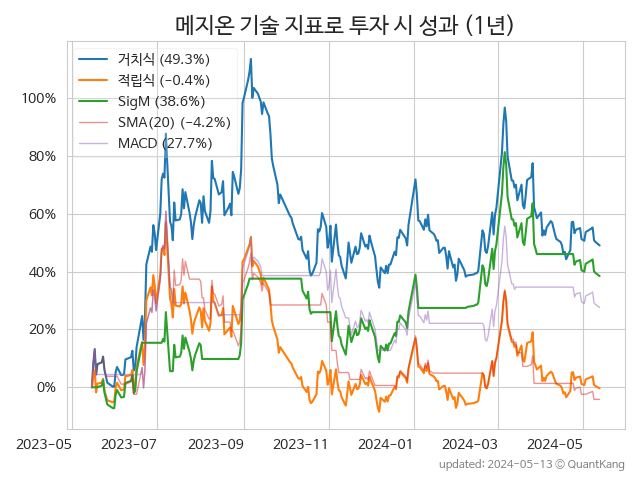 메지온 기술 지표로 투자 시 성과 (1년)
거치식 (49.3%)
적립식 (−0.4%)
SigM (38.6%)
SMA(20) (−4.2%)
MACD (27.7%)
100%
80%
60%
40%
20%
0%
2023-05 2023-07 2023-09 2023-11 2024-01 2024-03 2024-05
updated: 2024-05-13 ⓒ QuantKang